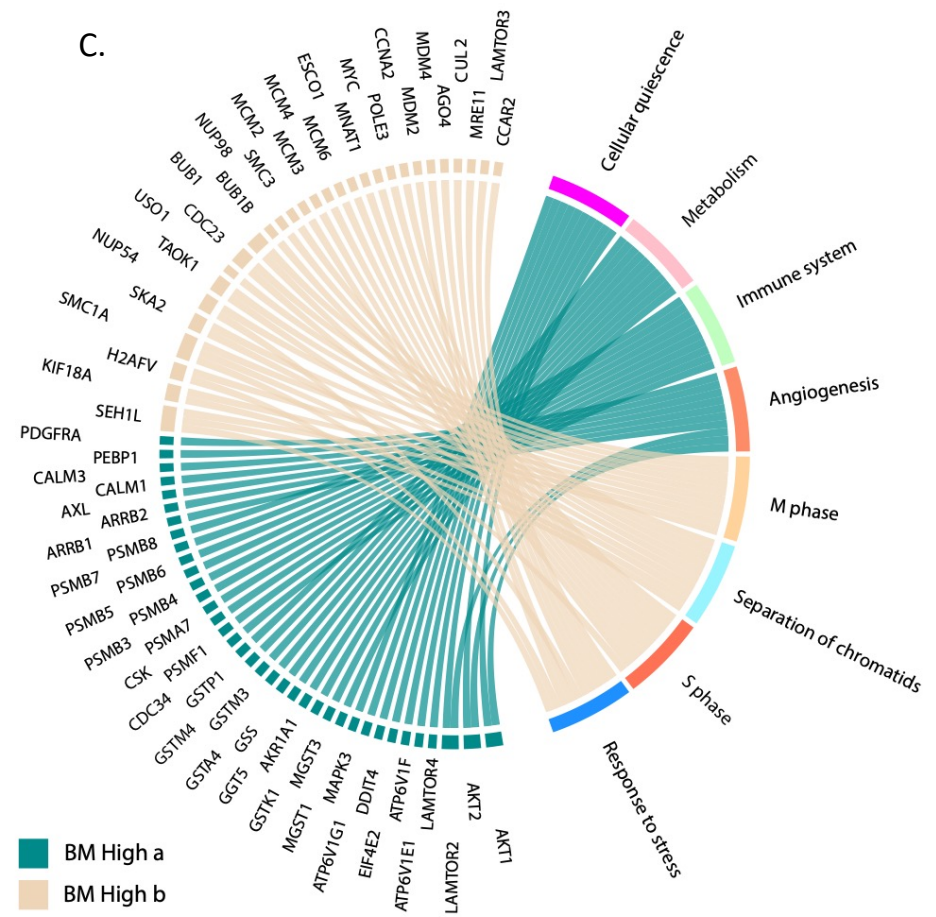 C.
LAMTOR3
CCAR2
CUL2
MRE11
MDM4
AGO4
CCNA2
MDM2
MYC
POLE3
ESCO1
MNAT1
MCM4
MCM6
MCM2
MCM3
NUP98
SMC3
BUB1
BUB1B
USO1
CDC23
NUP54
TAOK1
SMC1A
SKA2
KIF18A
H2AFV
SEH1L
PDGFRA
PEBP1
CALM3
CALM1
AXL
ARRB2
ARRB1
PSMB8
PSMB7
PSMB6
PSMB5
PSMB4
PSMB3
PSMA7
CSK
PSMF1
CDC34
GSTP1
GSTM4
GSTM3
GSTA4
GSS
GGT5
AKR1A1
GSTK1
MGST3
MGST1
MAPK3
ATP6V1G1
DDIT4
EIF4E2
ATP6V1F
ATP6V1E1
LAMTOR4
LAMTOR2
AKT2
AKT1
Cellular quiescence
Metabolism
Immune system
Angiogenesis
M phase
Separation of chromatids
S phase
Response to stress
BM High a
BM High b